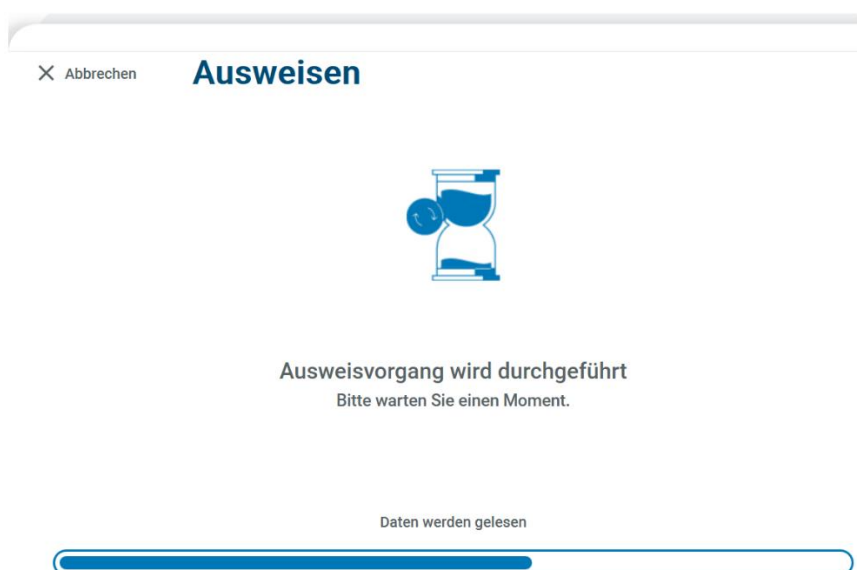 Abbrechen
Ausweisen
Ausweisvorgang wird durchgeführt
Bitte warten Sie einen Moment.
Daten werden gelesen